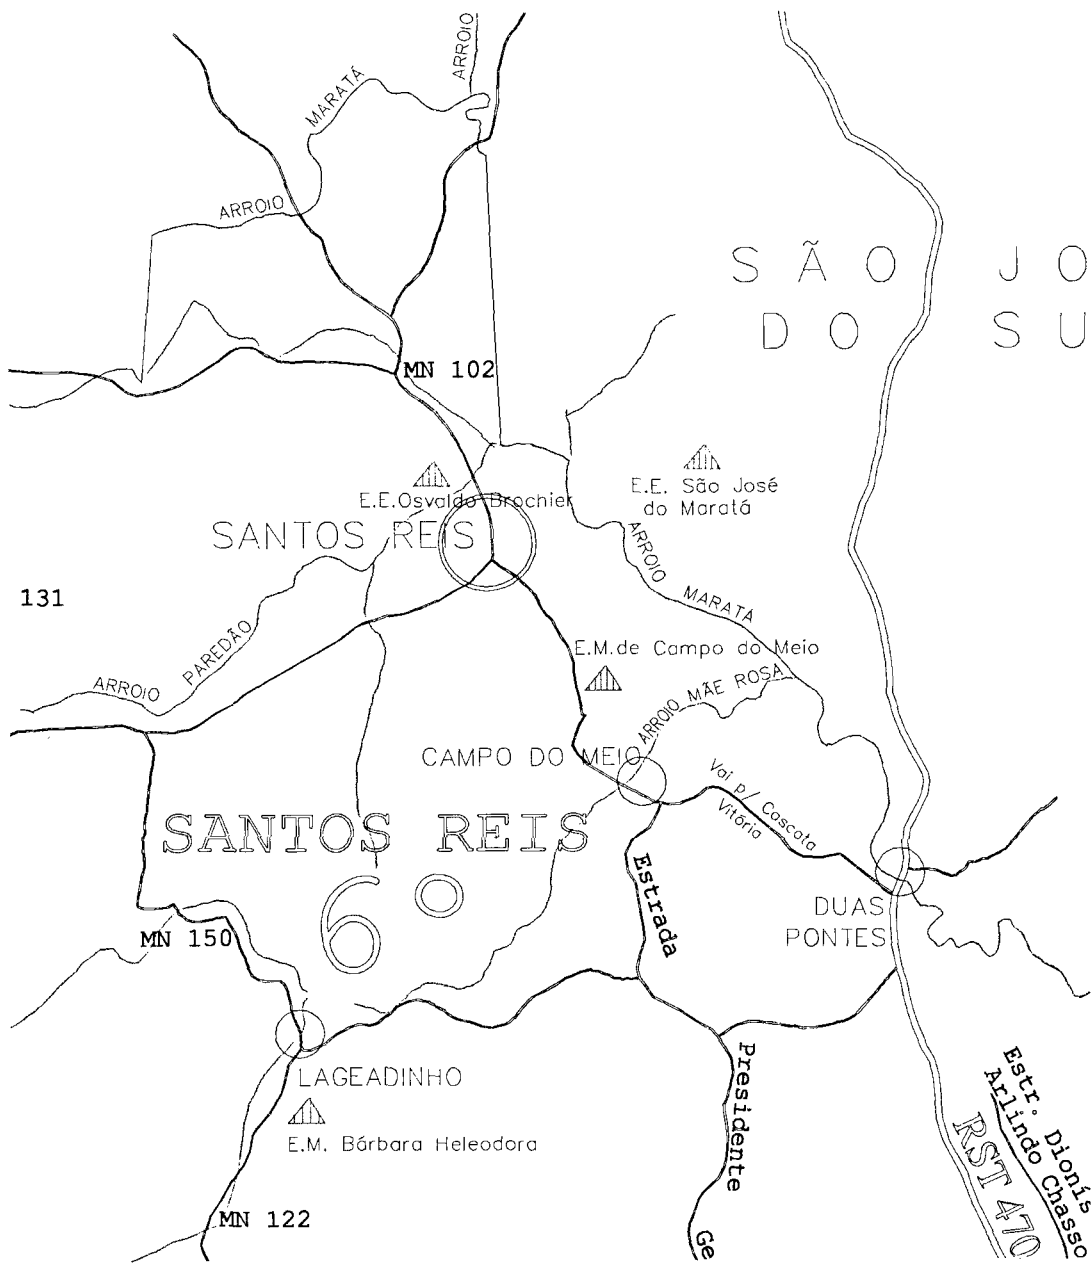 ARROIO
MARATÁ
ARROIO
SÃO JO
DO SU
MN 102
E.E.Osvaldo Brochier
E.E. São José
do Maratá
SANTOS REIS
ARROIO
MARATÁ
131
PAREDÃO
ARROIO
E.M.de Campo do Meio
ARROIO MÃE ROSA
CAMPO DO MEIO
Vai p/ Cascata
Vitória
SANTOS REIS
6º
Estrada
DUAS
PONTES
MN 150
LAGEADINHO
E.M. Bárbara Heleodora
Presidente
Ge
MN 122
RST 470
Estr. Dionís
Arlindo Chasso